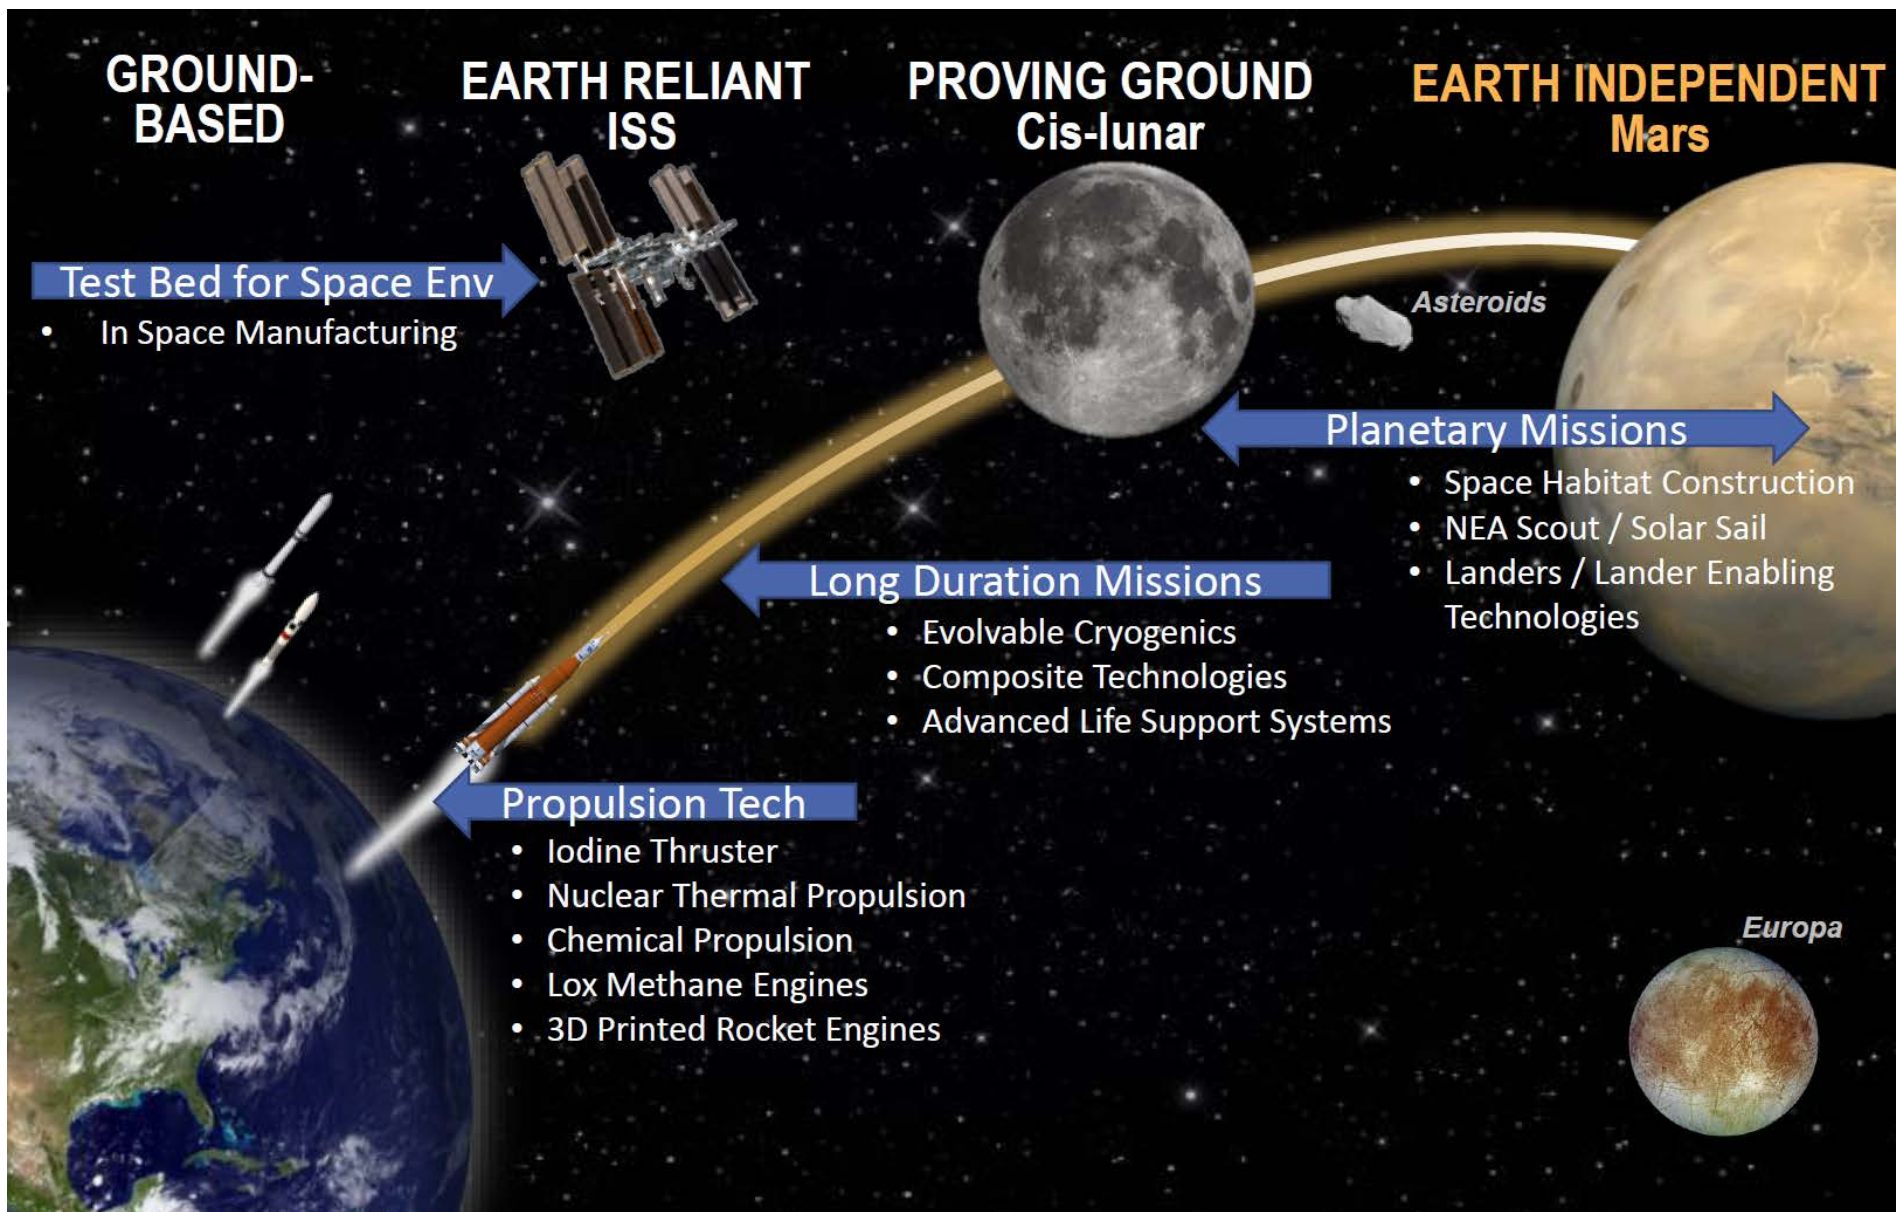 GROUND-
BASED
EARTH RELIANT
ISS
PROVING GROUND
Cis-lunar
EARTH INDEPENDENT
Mars
Test Bed for Space Env
• In Space Manufacturing
Asteroids
Planetary Missions
• Space Habitat Construction
• NEA Scout / Solar Sail
• Landers / Lander Enabling
Technologies
Long Duration Missions
• Evolvable Cryogenics
• Composite Technologies
• Advanced Life Support Systems
Propulsion Tech
• Iodine Thruster
• Nuclear Thermal Propulsion
• Chemical Propulsion
• Lox Methane Engines
• 3D Printed Rocket Engines
Europa